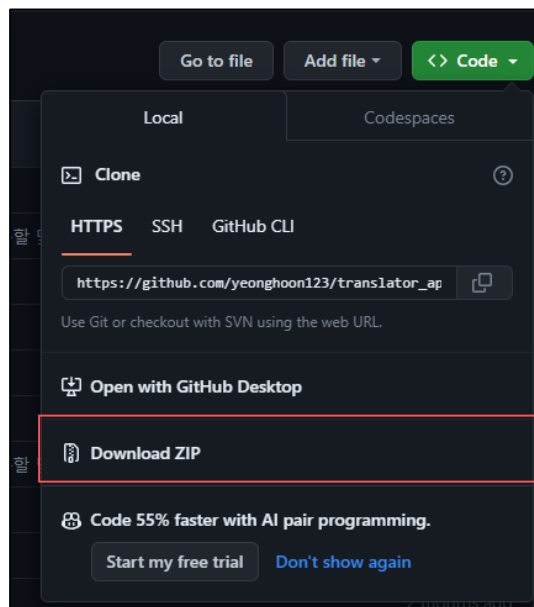 Go to file
Add file
<> Code
Local
Codespaces
Clone
HTTPS
SSH
GitHub CLI
할
https://github.com/yeonghoon123/translator_ap
Use Git or checkout with SVN using the web URL.
Open with GitHub Desktop
Download ZIP
할
Code 55% faster with AI pair programming.
Start my free trial
Don't show again